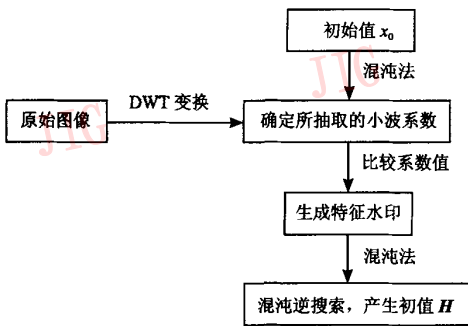 初始值 x₀
混沌法
DWT 变换
原始图像
确定所抽取的小波系数
比较系数值
生成特征水印
混沌法
混沌逆搜索，产生初值 H
JIG
JIG